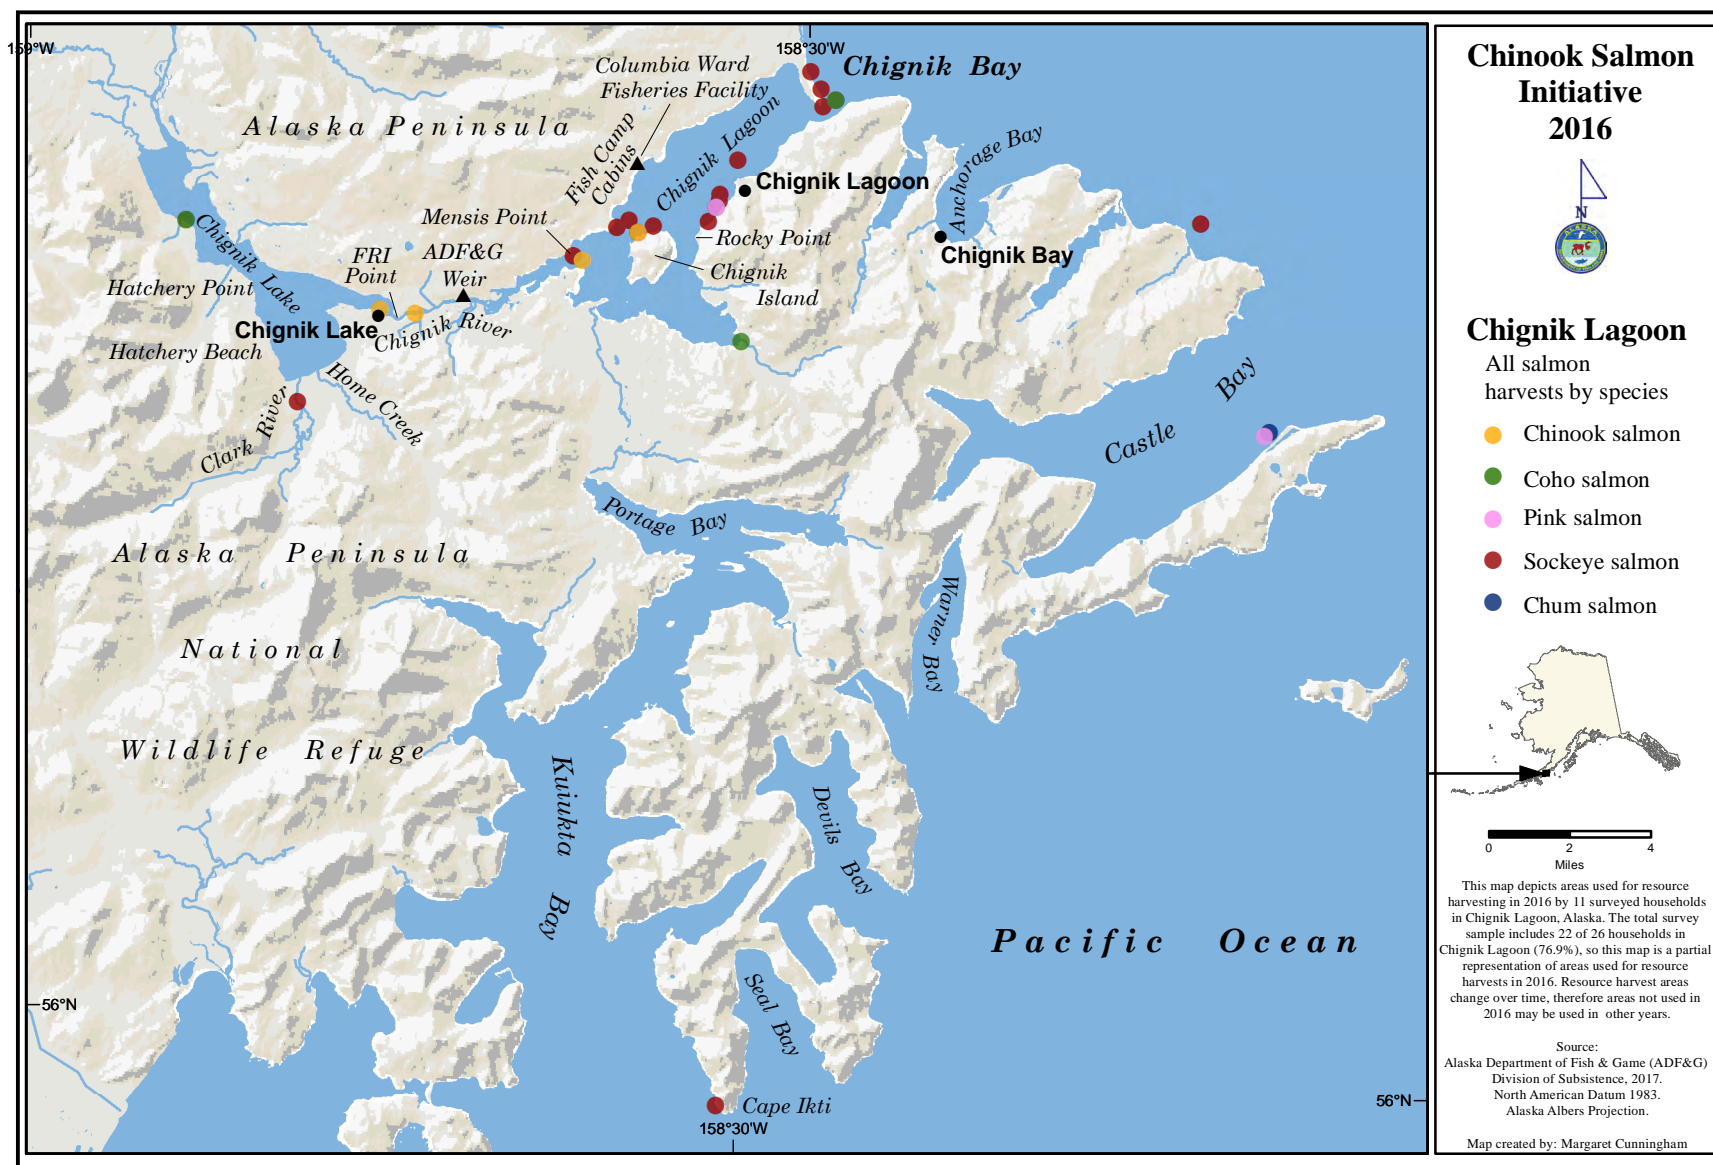 159°W
158°30'W
Chignik Bay
Columbia Ward
Fisheries Facility
Alaska Peninsula
Fish Camp
Cabins
Chignik Lagoon
Anchorage Bay
Chignik Lagoon
Mensis Point
Rocky Point
Chignik Lake
FRI
Point
ADF&G
Weir
Chignik Bay
Chignik
Island
Hatchery Point
Chignik Lake
Chignik River
Hatchery Beach
Home Creek
Clark River
Castle Bay
Portage Bay
Alaska Peninsula
Warner Bay
National
Wildlife Refuge
Kuiukta Bay
Devils Bay
Pacific Ocean
Seal Bay
56°N
56°N
Cape Ikti
158°30'W
Chinook Salmon
Initiative
2016
N
ALASKA
Chignik Lagoon
All salmon
harvests by species
Chinook salmon
Coho salmon
Pink salmon
Sockeye salmon
Chum salmon
0 2 4
Miles
This map depicts areas used for resource
harvesting in 2016 by 11 surveyed households
in Chignik Lagoon, Alaska. The total survey
sample includes 22 of 26 households in
Chignik Lagoon (76.9%), so this map is a partial
representation of areas used for resource
harvests in 2016. Resource harvest areas
change over time, therefore areas not used in
2016 may be used in other years.
Source:
Alaska Department of Fish & Game (ADF&G)
Division of Subsistence, 2017.
North American Datum 1983.
Alaska Albers Projection.
Map created by: Margaret Cunningham